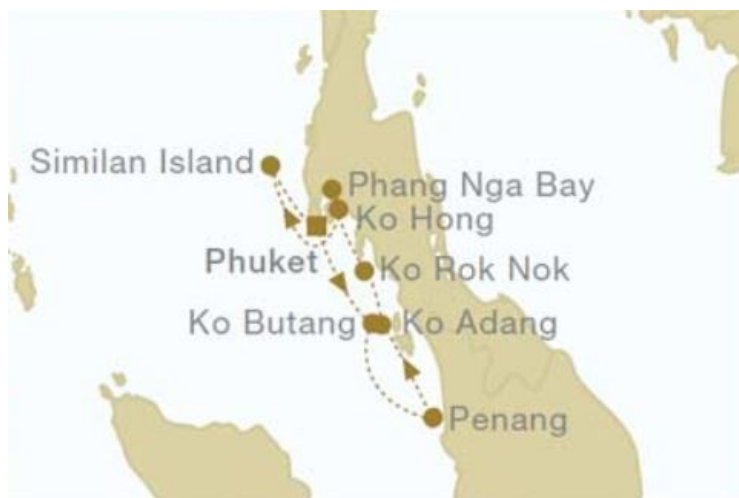 Similan Island
Phang Nga Bay
Ko Hong
Phuket
Ko Rok Nok
Ko Butang
Ko Adang
Penang